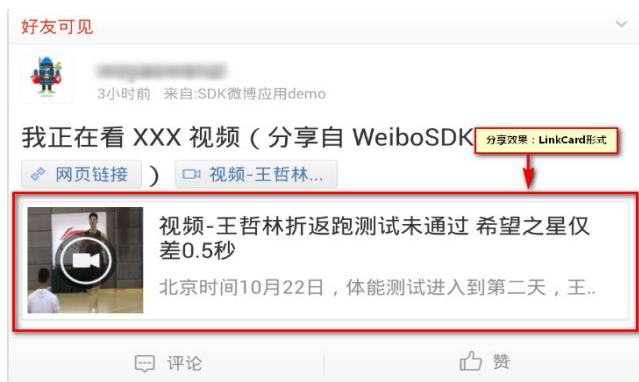 好友可见
3小时前 来自:SDK微博应用demo
我正在看 XXX 视频（分享自 WeiboSDK
分享效果：LinkCard形式
网页链接 ） 视频-王哲林...
视频-王哲林折返跑测试未通过 希望之星仅
差0.5秒
北京时间10月22日，体能测试进入到第二天，王..
评论 赞